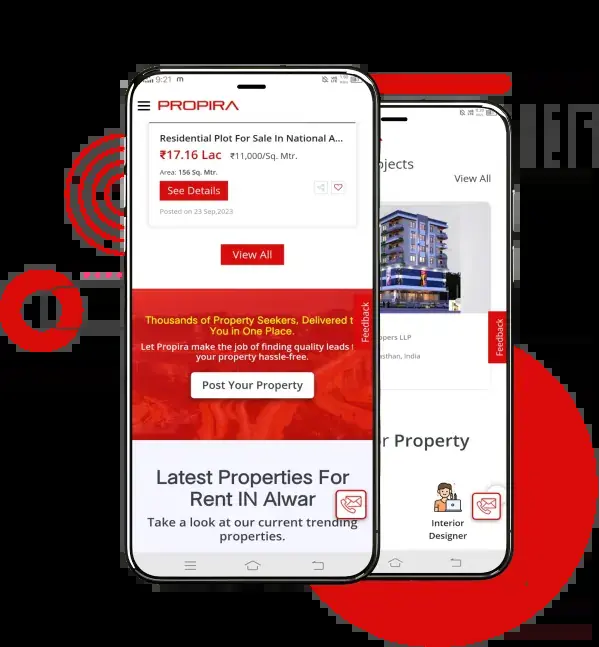 9:21 m
PROPIRA
Residential Plot For Sale In National A...
₹17.16 Lac ₹11,000/Sq. Mtr.
Area: 156 Sq. Mtr.
See Details
Posted on 23 Sep,2023
View All
Thousands of Property Seekers, Delivered t
You in One Place.
Let Propira make the job of finding quality leads f
your property hassle-free.
Post Your Property
Feedback
Latest Properties For
Rent IN Alwar
Take a look at our current trending
properties.
ojects
View All
opers LLP
asthan, India
Feedback
or Property
Interior
Designer